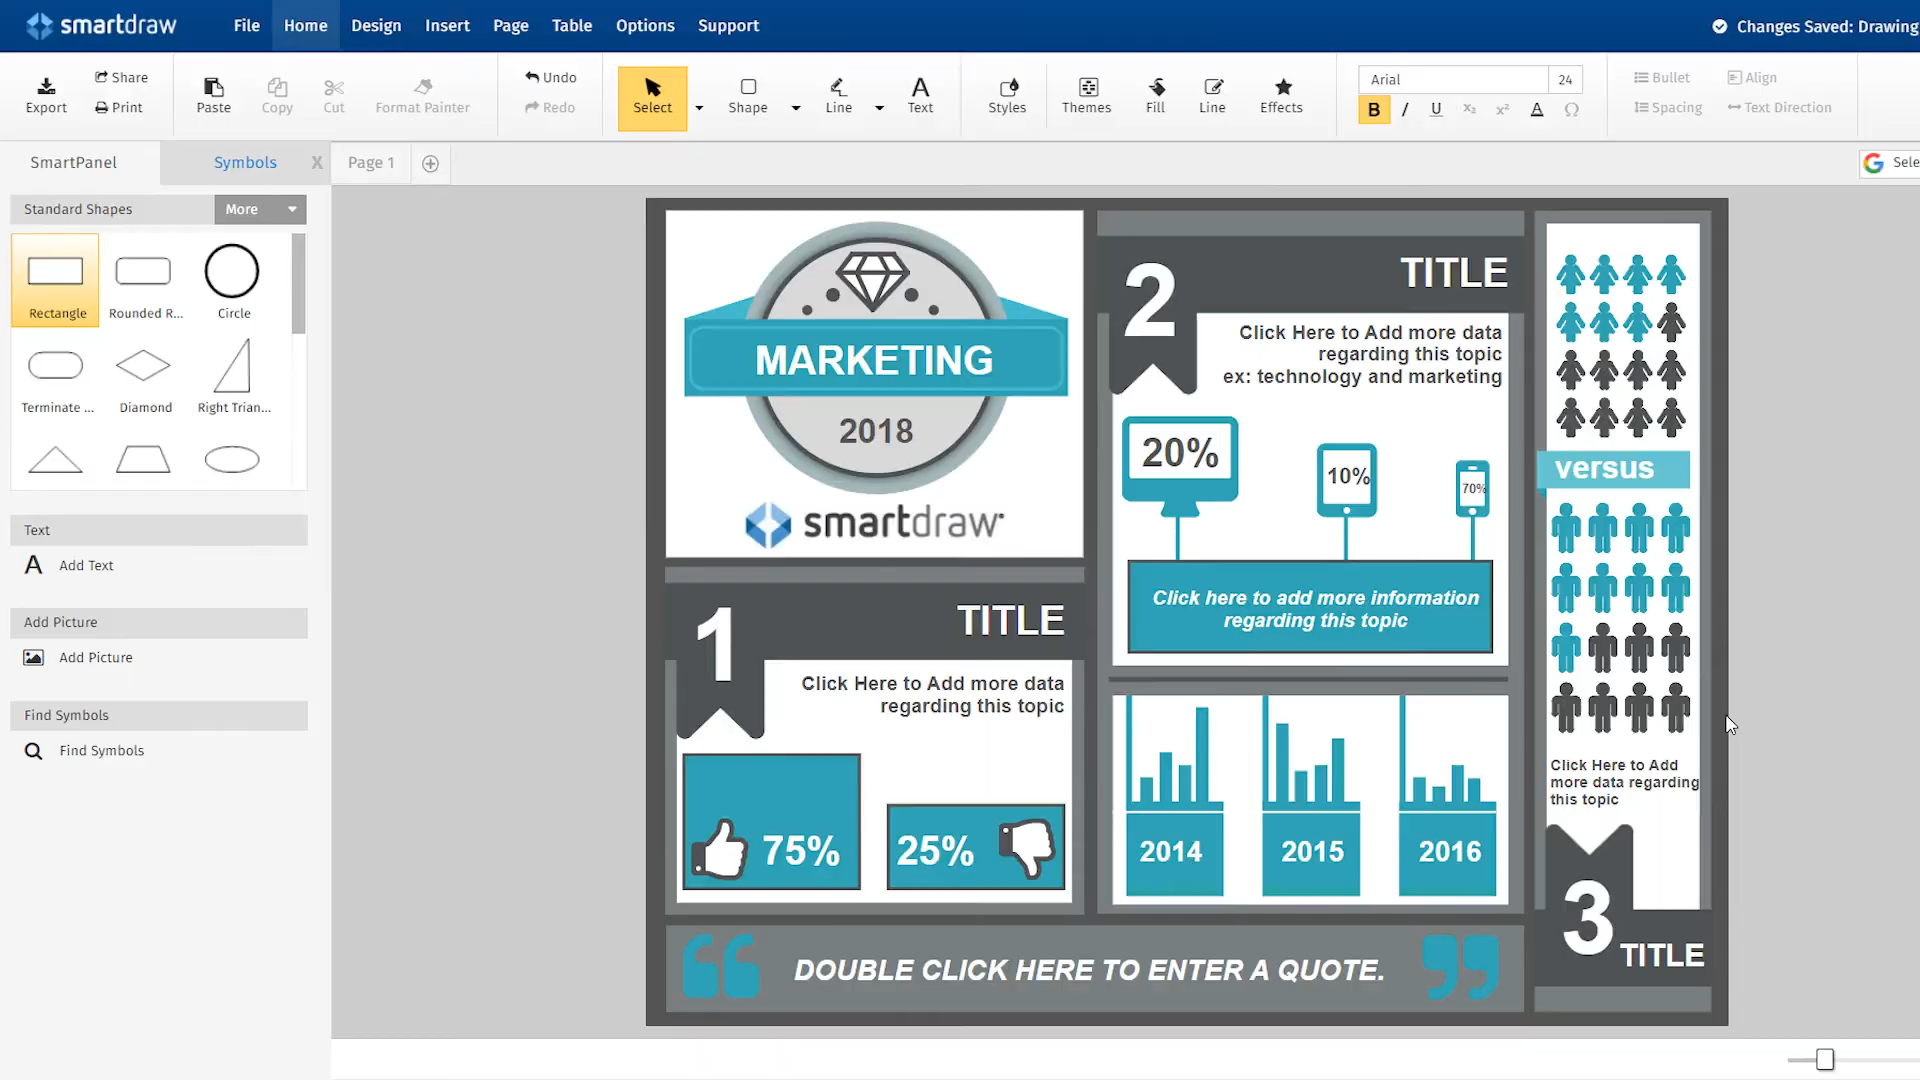 smartdraw
File Home Design Insert Page Table Options Support
Changes Saved: Drawing
Export
Share
Print
Paste
Copy
Cut
Format Painter
Undo
Redo
Select
Shape
Line
Text
Styles
Themes
Fill
Line
Effects
Arial 24
B I U X₂ X² A Ω
Bullet Align
Spacing Text Direction
SmartPanel Symbols X Page 1
Sele
Standard Shapes More
Rectangle Rounded R... Circle
Terminate ... Diamond Right Trian...
Text
A Add Text
Add Picture
Add Picture
Find Symbols
Find Symbols
MARKETING
2018
smartdraw
1
TITLE
Click Here to Add more data
regarding this topic
75%
25%
2
TITLE
Click Here to Add more data
regarding this topic
ex: technology and marketing
20%
10%
70%
Click here to add more information
regarding this topic
2014 2015 2016
versus
Click Here to Add
more data regarding
this topic
3
TITLE
“ DOUBLE CLICK HERE TO ENTER A QUOTE. ”